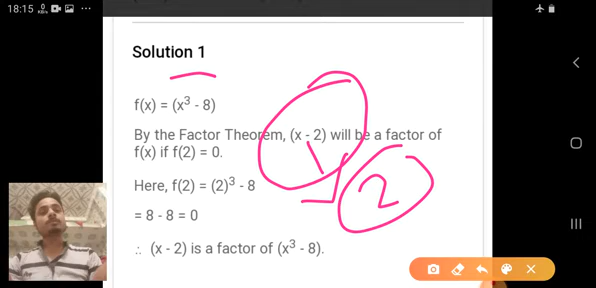 18:15
Solution 1
f(x) = (x³ - 8)
By the Factor Theorem, (x - 2) will be a factor of
f(x) if f(2) = 0.
Here, f(2) = (2)³ - 8
2
= 8 - 8 = 0
∴ (x - 2) is a factor of (x³ - 8).